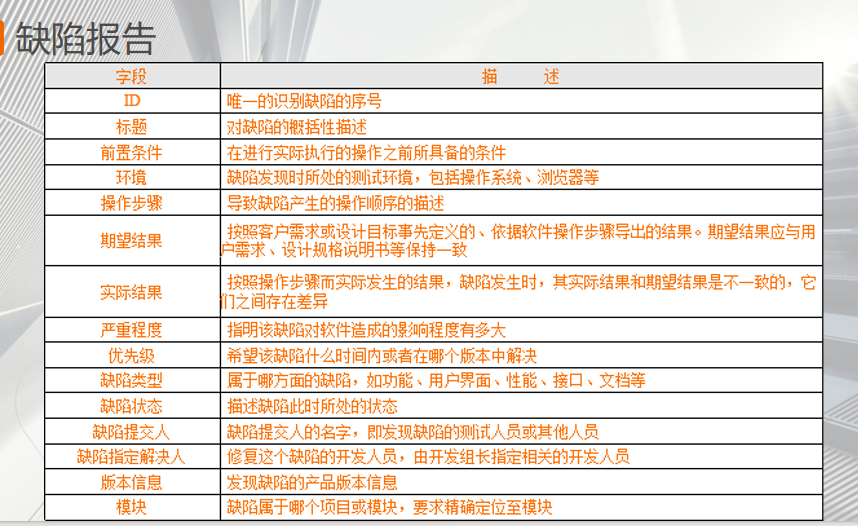 缺陷报告
字段 描 述
ID 唯一的识别缺陷的序号
标题 对缺陷的概括性描述
前置条件 在进行实际执行的操作之前所具备的条件
环境 缺陷发现时所处的测试环境，包括操作系统、浏览器等
操作步骤 导致缺陷产生的操作顺序的描述
期望结果 按照客户需求或设计目标事先定义的、依据软件操作步骤导出的结果。期望结果应与用
户需求、设计规格说明书等保持一致
实际结果 按照操作步骤而实际发生的结果，缺陷发生时，其实际结果和期望结果是不一致的，它
们之间存在差异
严重程度 指明该缺陷对软件造成的影响程度有多大
优先级 希望该缺陷什么时间内或者在哪个版本中解决
缺陷类型 属于哪方面的缺陷，如功能、用户界面、性能、接口、文档等
缺陷状态 描述缺陷此时所处的状态
缺陷提交人 缺陷提交人的名字，即发现缺陷的测试人员或其他人员
缺陷指定解决人 修复这个缺陷的开发人员，由开发组长指定相关的开发人员
版本信息 发现缺陷的产品版本信息
模块 缺陷属于哪个项目或模块，要求精确定位至模块